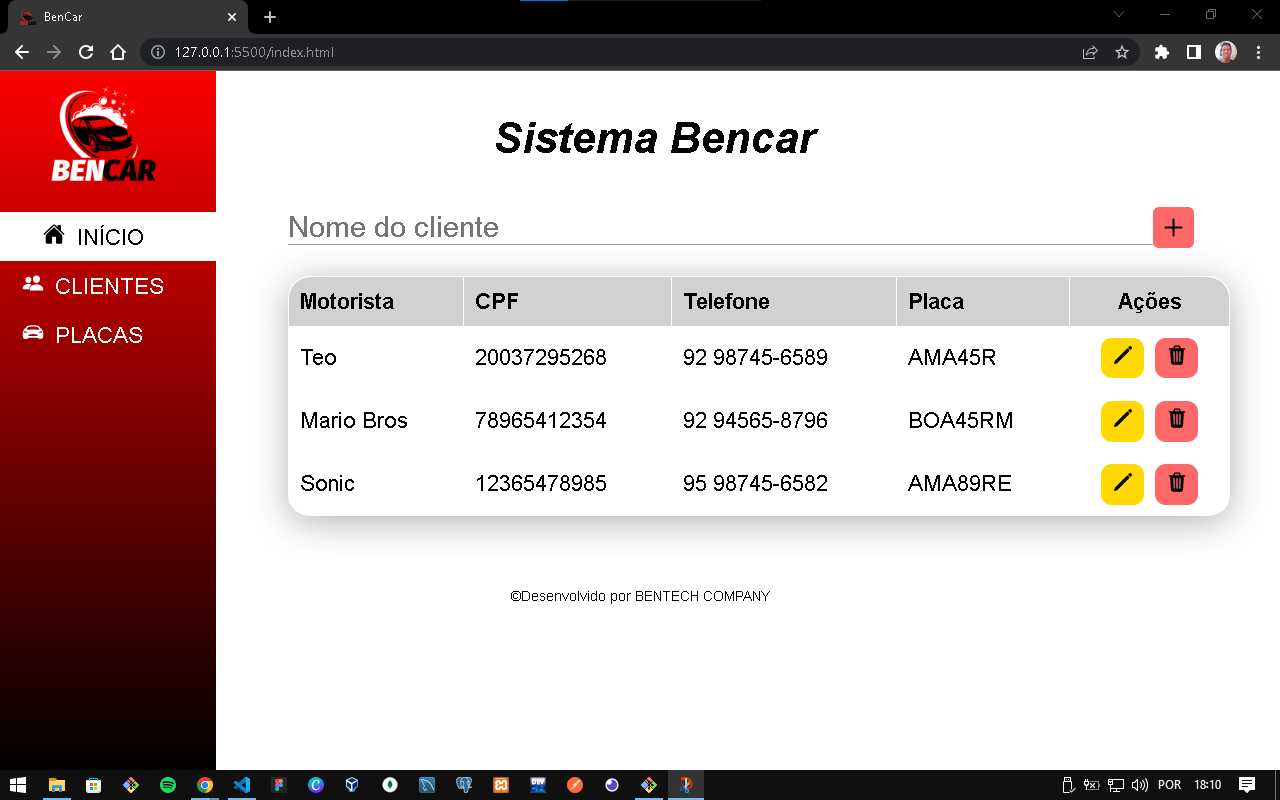 BenCar
127.0.0.1:5500/index.html
BENCAR
Sistema Bencar
INÍCIO
CLIENTES
PLACAS
Nome do cliente
Motorista CPF Telefone Placa Ações
Teo 20037295268 92 98745-6589 AMA45R
Mario Bros 78965412354 92 94565-8796 BOA45RM
Sonic 12365478985 95 98745-6582 AMA89RE
©Desenvolvido por BENTECH COMPANY
POR 18:10